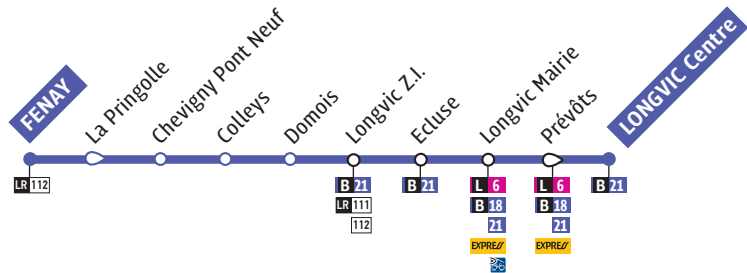 FENAY
La Pringolle
Chevigny Pont Neuf
Colleys
Domois
Longvic Z.I.
Ecluse
Longvic Mairie
Prévôts
LONGVIC Centre
LR 112
B 21
LR 111
112
B 21
L 6
B 18
21
EXPRESS
L 6
B 18
21
EXPRESS
B 21